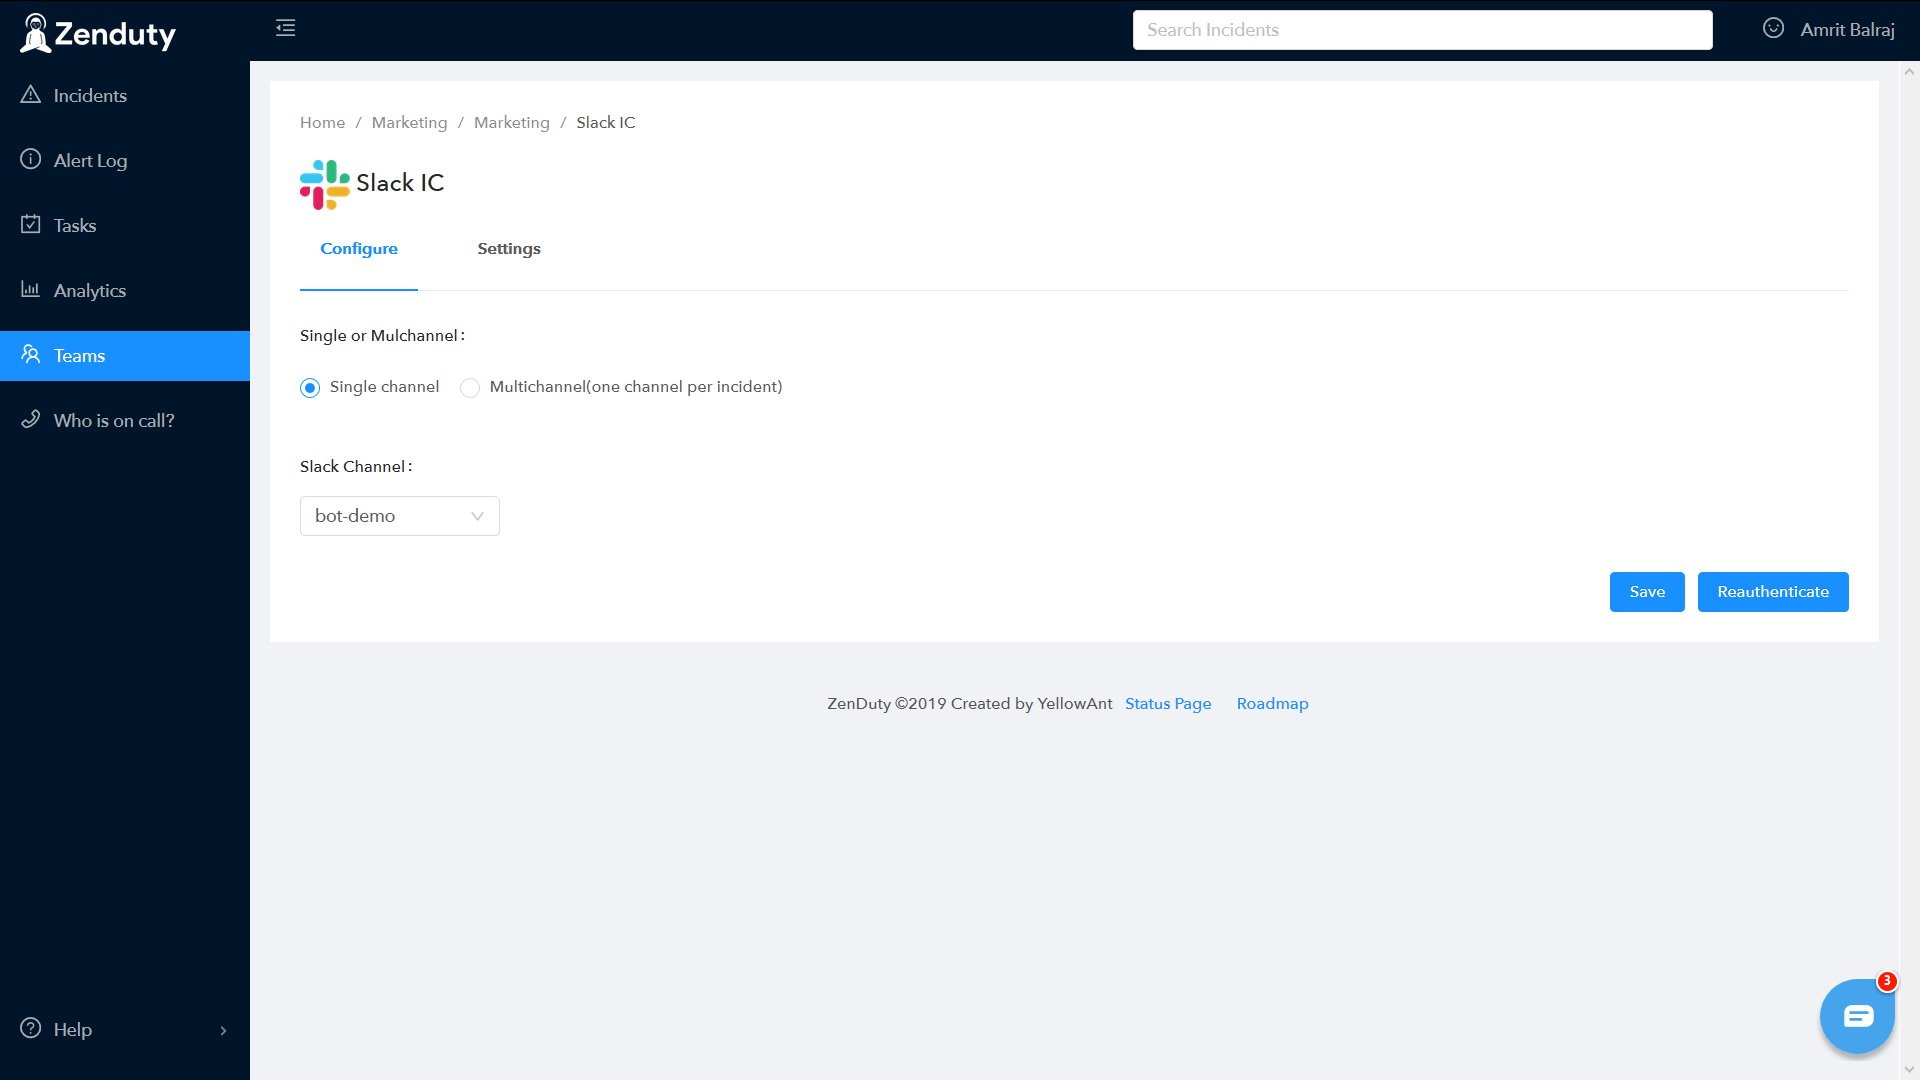 Zenduty
Search Incidents
Amrit Balraj
Incidents
Alert Log
Tasks
Analytics
Teams
Who is on call?
Help
Home / Marketing / Marketing / Slack IC
Slack IC
Configure Settings
Single or Mulchannel:
Single channel Multichannel(one channel per incident)
Slack Channel:
bot-demo
Save Reauthenticate
ZenDuty ©2019 Created by YellowAnt Status Page Roadmap
3